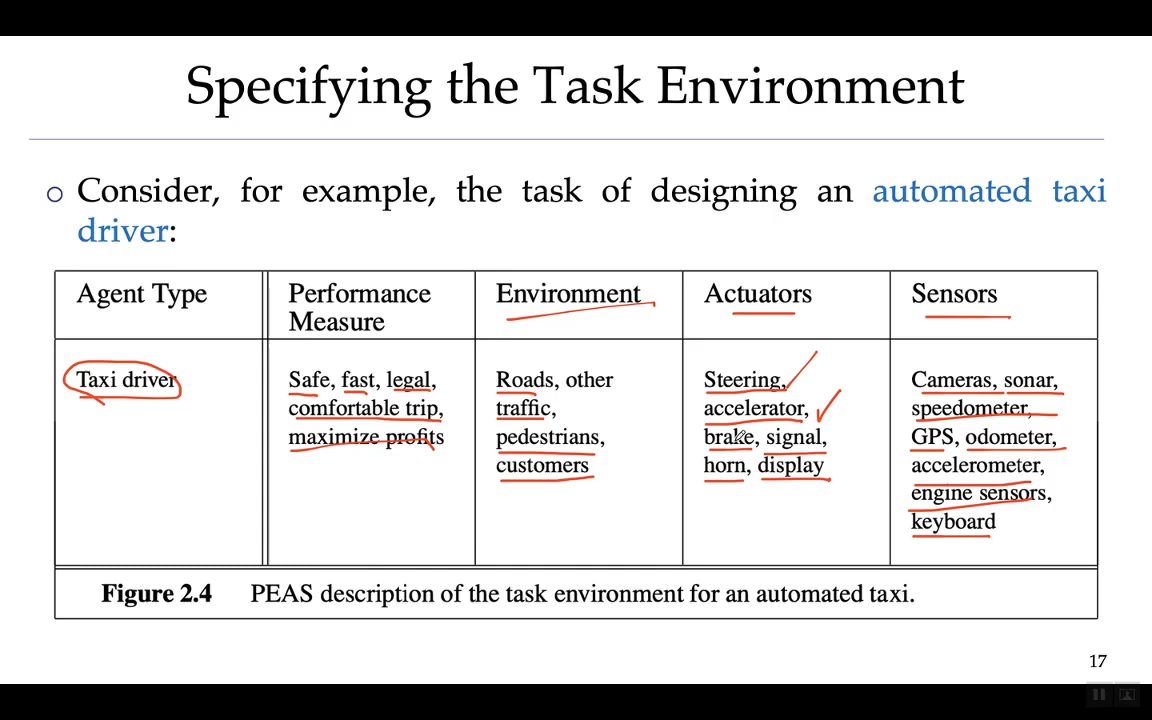 Specifying the Task Environment
o Consider, for example, the task of designing an automated taxi
driver:
Agent Type
Performance
Measure
Environment
Actuators
Sensors
Taxi driver
Safe, fast, legal,
comfortable trip,
maximize profits
Roads, other
traffic,
pedestrians,
customers
Steering,
accelerator,
brake, signal,
horn, display
Cameras, sonar,
speedometer,
GPS, odometer,
accelerometer,
engine sensors,
keyboard
Figure 2.4 PEAS description of the task environment for an automated taxi.
17